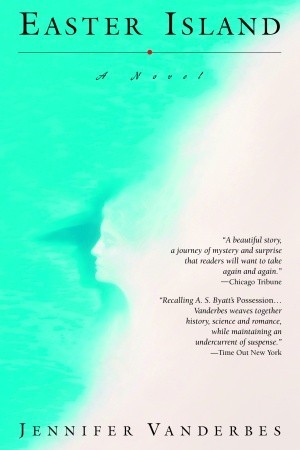 EASTER ISLAND
A Novel
“A beautiful story,
a journey of mystery and surprise
that readers will want to take
again and again.”
—Chicago Tribune
“Recalling A. S. Byatt’s Possession…
Vanderbes weaves together
history, science and romance,
while maintaining an
undercurrent of suspense.”
—Time Out New York
JENNIFER VANDERBES